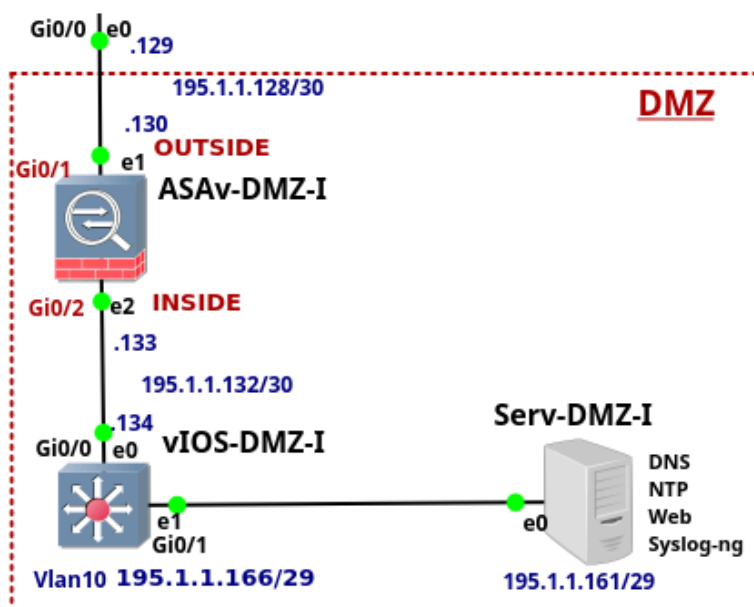 Gi0/0 e0
.129
195.1.1.128/30
DMZ
.130
OUTSIDE
Gi0/1 e1
ASAv-DMZ-I
Gi0/2 e2 INSIDE
.133
195.1.1.132/30
.134
Serv-DMZ-I
vIOS-DMZ-I
Gi0/0 e0
DNS
NTP
Web
Syslog-ng
e1
e0
Gi0/1
Vlan10 195.1.1.166/29
195.1.1.161/29